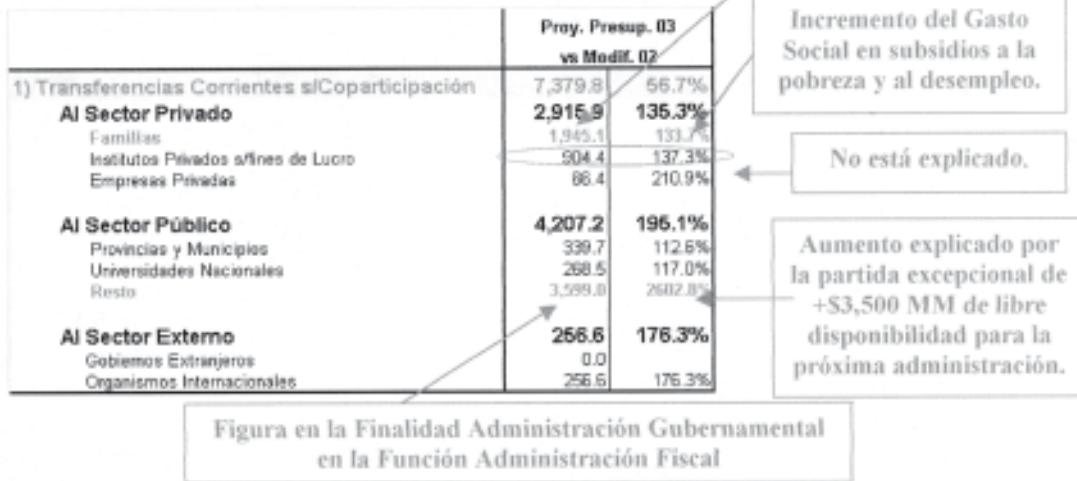 Proy. Presup. 03
vs Modif. 02
1) Transferencias Corrientes s/Coparticipación 7,379.8 56.7%
Al Sector Privado 2,915.9 135.3%
Familias 1,945.1 133.7%
Institutos Privados s/fines de Lucro 904.4 137.3%
Empresas Privadas 66.4 210.9%
Al Sector Público 4,207.2 195.1%
Provincias y Municipios 339.7 112.6%
Universidades Nacionales 268.5 117.0%
Resto 3,599.0 2602.8%
Al Sector Externo 256.6 176.3%
Gobiernos Extranjeros 0.0
Organismos Internacionales 256.6 176.3%
Incremento del Gasto
Social en subsidios a la
pobreza y al desempleo.
No está explicado.
Aumento explicado por
la partida excepcional de
+$3,500 MM de libre
disponibilidad para la
próxima administración.
Figura en la Finalidad Administración Gubernamental
en la Función Administración Fiscal